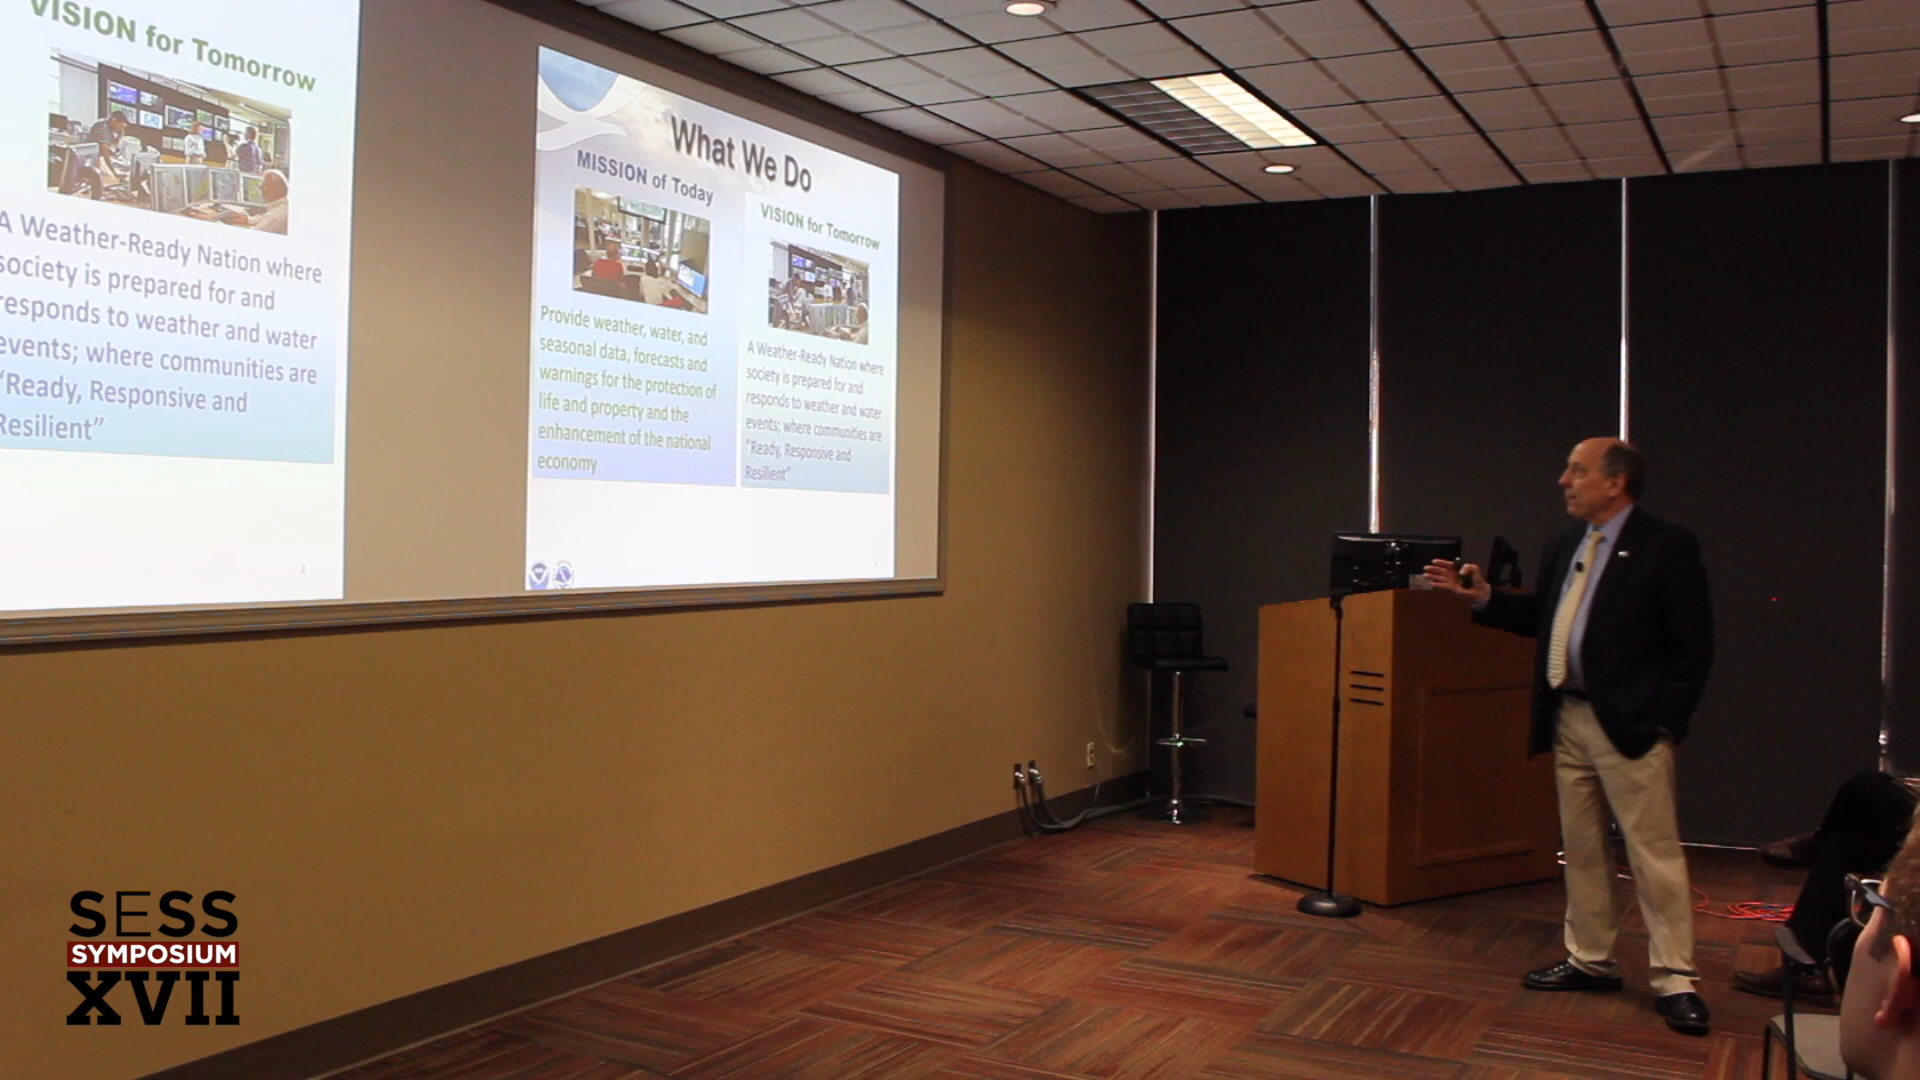 VISION for Tomorrow
A Weather-Ready Nation where
society is prepared for and
responds to weather and water
events; where communities are
“Ready, Responsive and
Resilient”
What We Do
MISSION of Today
Provide weather, water, and
seasonal data, forecasts and
warnings for the protection of
life and property and the
enhancement of the national
economy
VISION for Tomorrow
A Weather-Ready Nation where
society is prepared for and
responds to weather and water
events; where communities are
“Ready, Responsive and
Resilient”
SESS
SYMPOSIUM
XVII